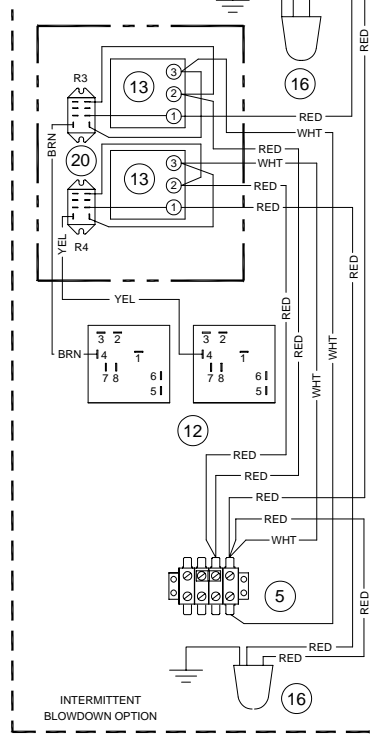 RED
16
R3
13
3
2
1
RED
WHT
BRN
20
RED
13
3
WHT
2
RED
1
RED
YEL
R4
RED
YEL
RED
RED
WHT
WHT
3 2
4
1
7 8
6
5
BRN
3 2
4
1
7 8
6
5
12
RED
RED
RED
RED
WHT
5
RED
RED
RED
16
INTERMITTENT
BLOWDOWN OPTION